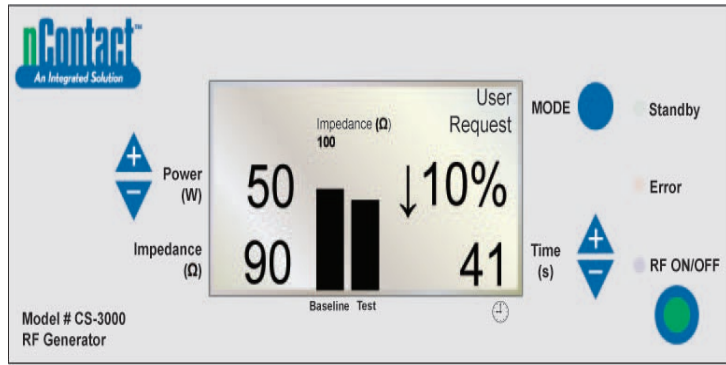 nContact™
An Integrated Solution
User
Request
MODE
Standby
Impedance (Ω)
100
+
−
Power
(W)
50
↓10%
Error
Impedance
(Ω)
90
41
Time
(s)
+
−
RF ON/OFF
Baseline Test
Model # CS-3000
RF Generator